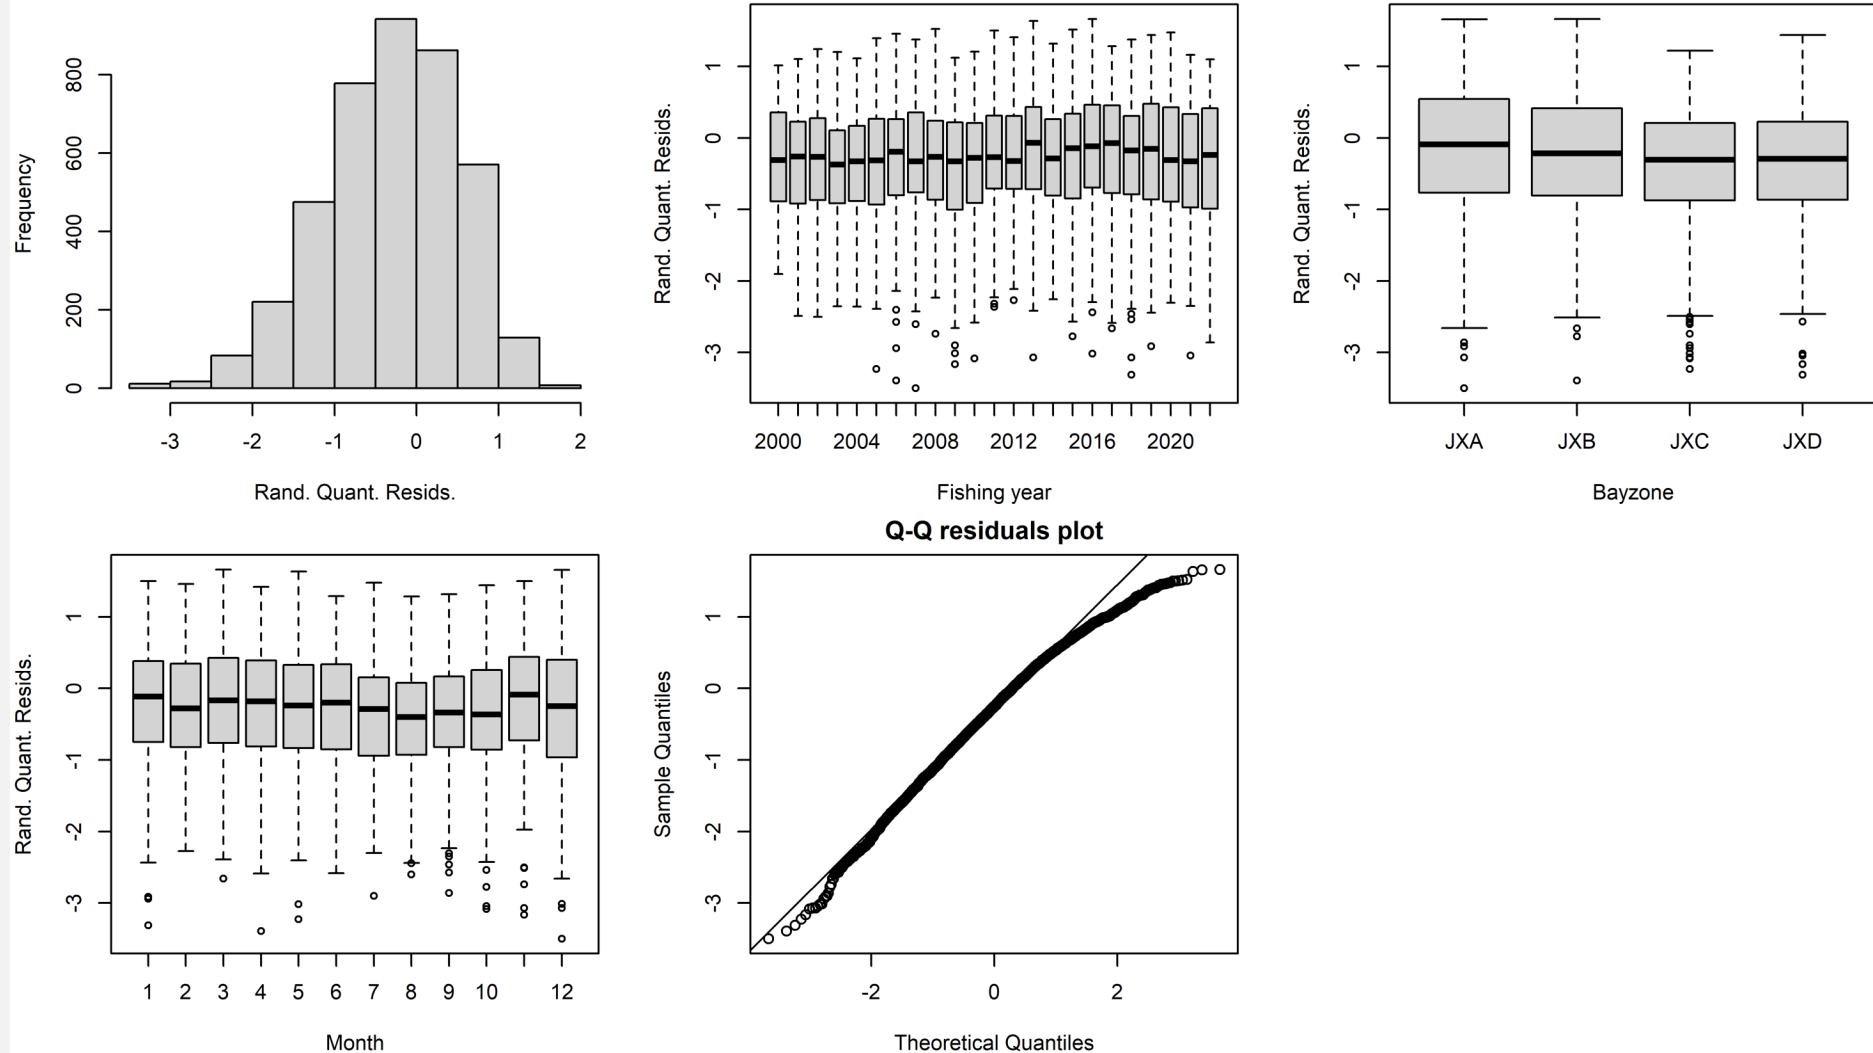 Frequency
800
600
400
200
0
-3 -2 -1 0 1 2
Rand. Quant. Resids.
Rand. Quant. Resids.
1
0
-1
-2
-3
2000 2004 2008 2012 2016 2020
Fishing year
Rand. Quant. Resids.
1
0
-1
-2
-3
JXA JXB JXC JXD
Bayzone
Rand. Quant. Resids.
1
0
-1
-2
-3
1 2 3 4 5 6 7 8 9 10 12
Month
Q-Q residuals plot
Sample Quantiles
1
0
-1
-2
-3
-2 0 2
Theoretical Quantiles